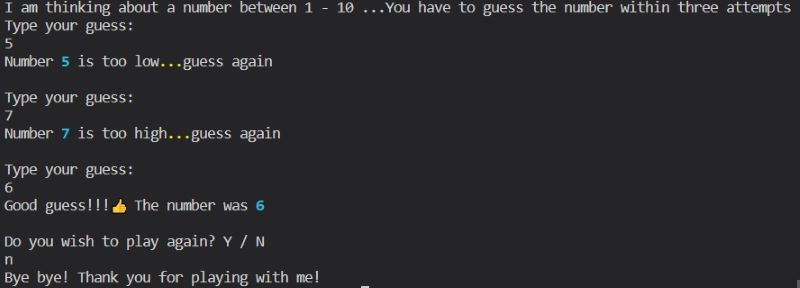 I am thinking about a number between 1 - 10 ...You have to guess the number within three attempts
Type your guess:
5
Number 5 is too low...guess again
Type your guess:
7
Number 7 is too high...guess again
Type your guess:
6
Good guess!!!👍 The number was 6
Do you wish to play again? Y / N
n
Bye bye! Thank you for playing with me!